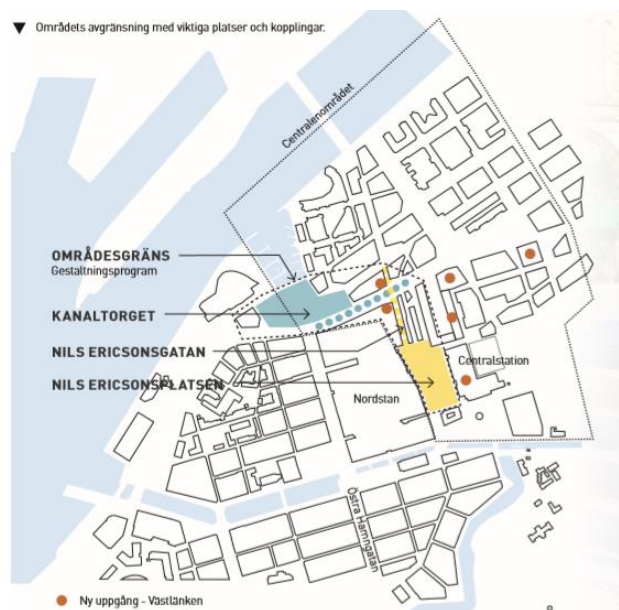 ▼ Områdets avgränsning med viktiga platser och kopplingar.
Centralenområdet
OMRÅDESGRÄNS
Gestaltningsprogram
KANALTORGET
NILS ERICSONSGATAN
NILS ERICSONSPLATSEN
Centralstation
Nordstan
Östra Hamngatan
Ny uppgång - Västlänken